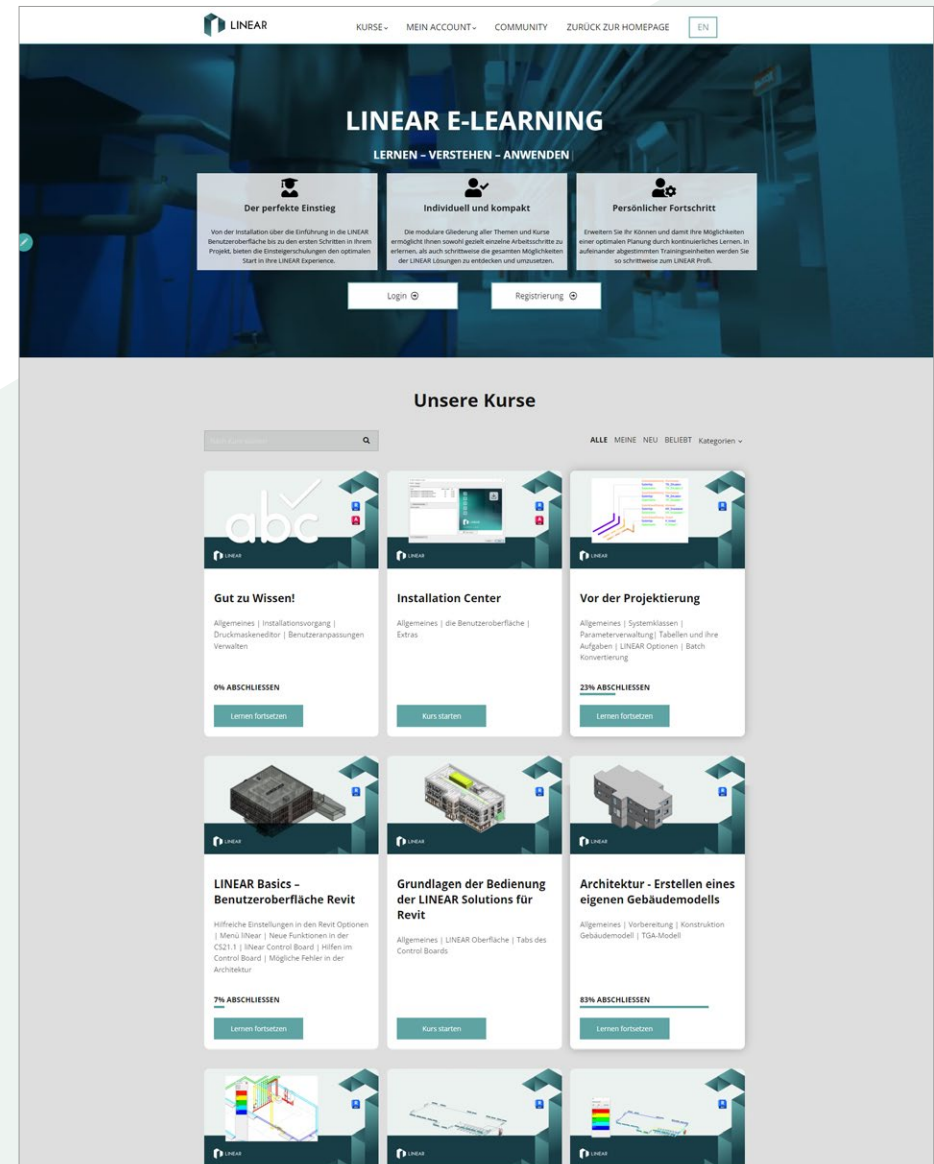 LINEAR
KURSE
MEIN ACCOUNT
COMMUNITY
ZURÜCK ZUR HOMEPAGE
EN
LINEAR E-LEARNING
LERNEN – VERSTEHEN – ANWENDEN
Der perfekte Einstieg
Von der Installation über die Einführung in die LINEAR
Benutzeroberfläche bis zu den ersten Schritten in Ihrem
Projekt, bieten die Einsteigerschulungen den optimalen
Start in Ihre LINEAR Experience.
Individuell und kompakt
Die modulare Gliederung aller Themen und Kurse
ermöglicht Ihnen sowohl gezielt einzelne Arbeitsschritte zu
erlernen, als auch schrittweise die gesamten Möglichkeiten
der LINEAR Lösungen zu entdecken und umzusetzen.
Persönlicher Fortschritt
Erweitern Sie Ihr Können und damit Ihre Möglichkeiten
einer optimalen Planung durch kontinuierliches Lernen. In
aufeinander abgestimmten Trainingseinheiten werden Sie
so schrittweise zum LINEAR Profi.
Login
Registrierung
Unsere Kurse
ALLE MEINE NEU BELIEBT Kategorien
abc
LINEAR
Gut zu Wissen!
Allgemeines | Installationsvorgang |
Druckmaskeneditor | Benutzeranpassungen
Verwalten
0% ABSCHLIESSEN
Lernen fortsetzen
LINEAR
Installation Center
Allgemeines | die Benutzeroberfläche |
Extras
Kurs starten
LINEAR
Vor der Projektierung
Allgemeines | Systemklassen |
Parameterverwaltung| Tabellen und ihre
Aufgaben | LINEAR Optionen | Batch
Konvertierung
23% ABSCHLIESSEN
Lernen fortsetzen
LINEAR
LINEAR Basics –
Benutzeroberfläche Revit
Hilfreiche Einstellungen in den Revit Optionen
| Menü liNear | Neue Funktionen in der
CS21.1 | liNear Control Board | Hilfen im
Control Board | Mögliche Fehler in der
Architektur
7% ABSCHLIESSEN
Lernen fortsetzen
LINEAR
Grundlagen der Bedienung
der LINEAR Solutions für
Revit
Allgemeines | LINEAR Oberfläche | Tabs des
Control Boards
Kurs starten
LINEAR
Architektur - Erstellen eines
eigenen Gebäudemodells
Allgemeines | Vorbereitung | Konstruktion
Gebäudemodell | TGA-Modell
83% ABSCHLIESSEN
Lernen fortsetzen
LINEAR
LINEAR
LINEAR